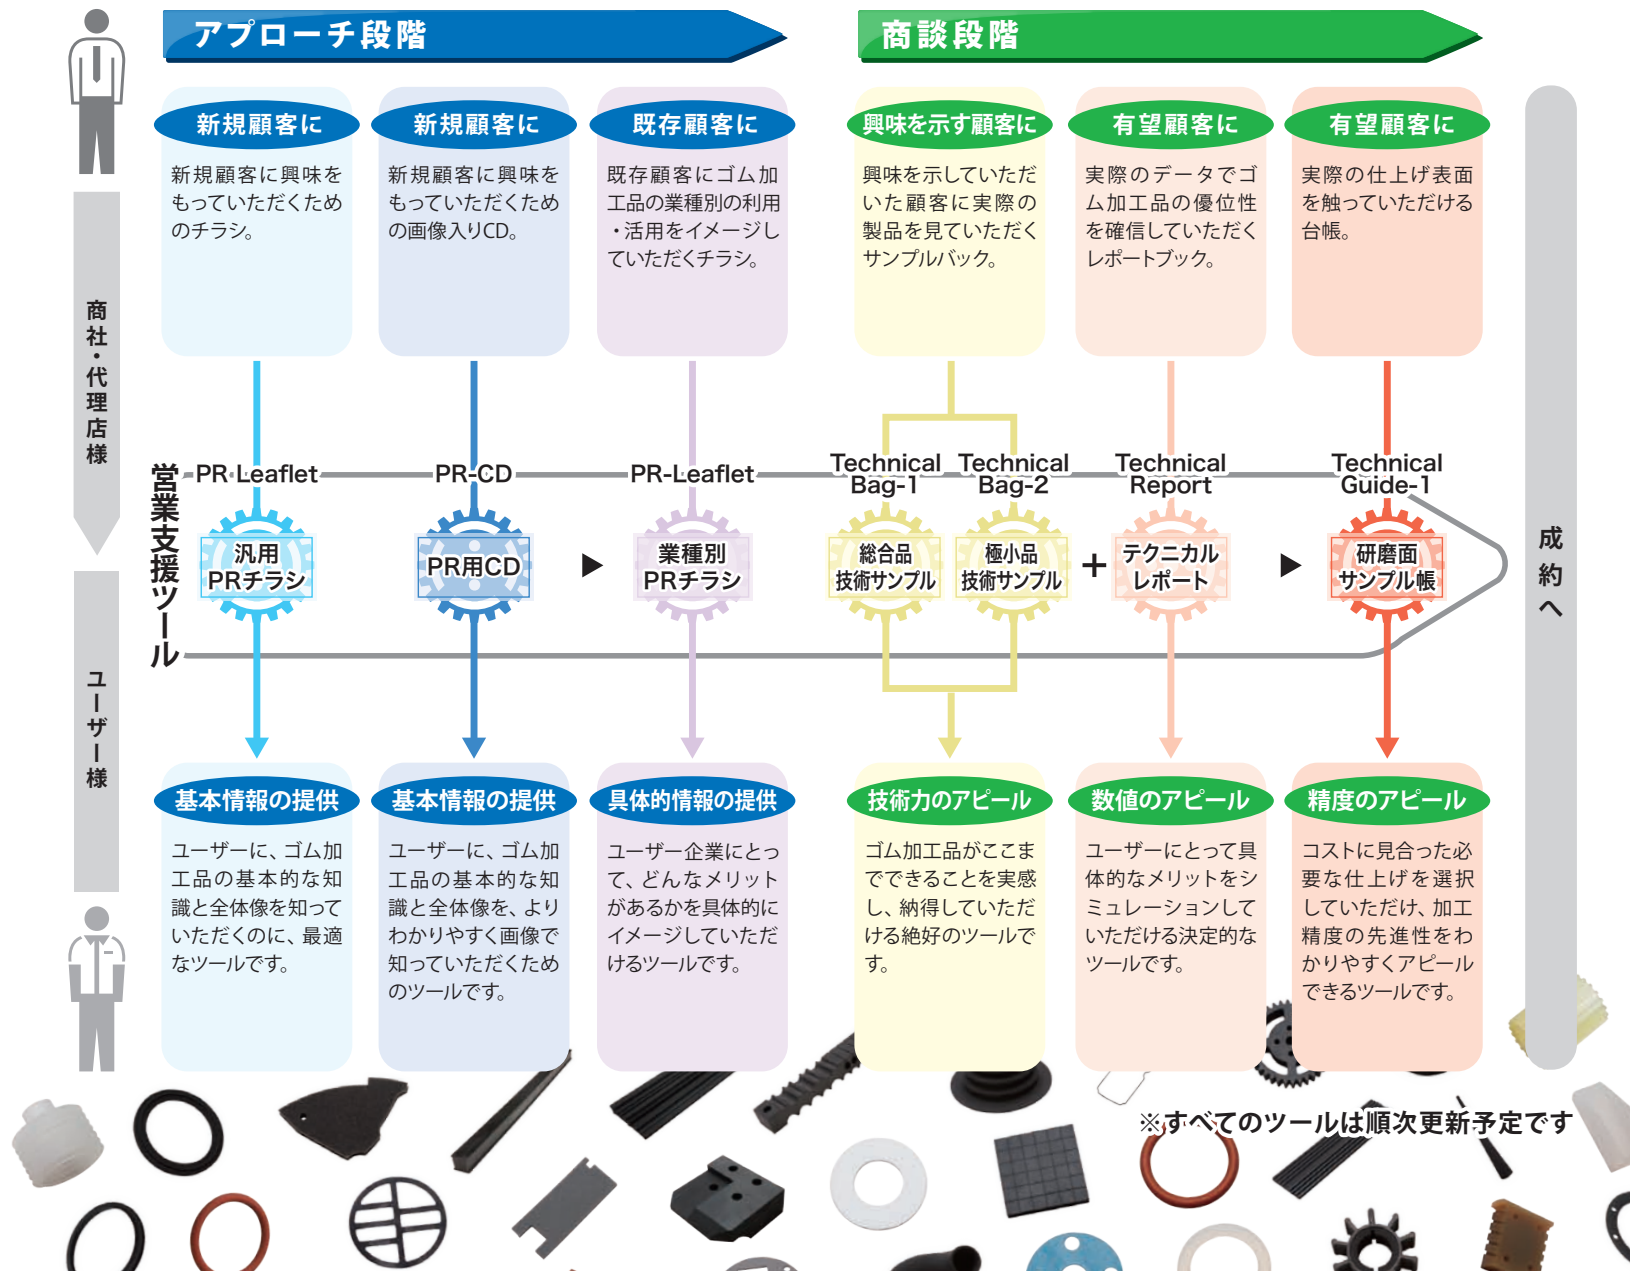 アプローチ段階
商談段階
新規顧客に
新規顧客に興味を
もっていただくため
のチラシ。
新規顧客に
新規顧客に興味を
もっていただくため
の画像入りCD。
既存顧客に
既存顧客にゴム加
工品の業種別の利用
・活用をイメージし
ていただくチラシ。
興味を示す顧客に
興味を示していただ
いた顧客に実際の
製品を見ていただく
サンプルバック。
有望顧客に
実際のデータでゴ
ム加工品の優位性
を確信していただく
レポートブック。
有望顧客に
実際の仕上げ表面
を触っていただける
台帳。
商社・代理店様
ユーザー様
営業支援ツール
PR-Leaflet
汎用
PRチラシ
PR-CD
PR用CD
▶
PR-Leaflet
業種別
PRチラシ
Technical
Bag-1
総合品
技術サンプル
Technical
Bag-2
極小品
技術サンプル
+
Technical
Report
テクニカル
レポート
▶
Technical
Guide-1
研磨面
サンプル帳
成約へ
基本情報の提供
ユーザーに、ゴム加
工品の基本的な知
識と全体像を知って
いただくのに、最適
なツールです。
基本情報の提供
ユーザーに、ゴム加
工品の基本的な知
識と全体像を、より
わかりやすく画像で
知っていただくため
のツールです。
具体的情報の提供
ユーザー企業にとっ
て、どんなメリット
があるかを具体的に
イメージしていただ
けるツールです。
技術力のアピール
ゴム加工品がここま
でできることを実感
し、納得していただ
ける絶好のツールで
す。
数値のアピール
ユーザーにとって具
体的なメリットをシ
ミュレーションして
いただける決定的な
ツールです。
精度のアピール
コストに見合った必
要な仕上げを選択
していただけ、加工
精度の先進性をわ
かりやすくアピール
できるツールです。
※すべてのツールは順次更新予定です